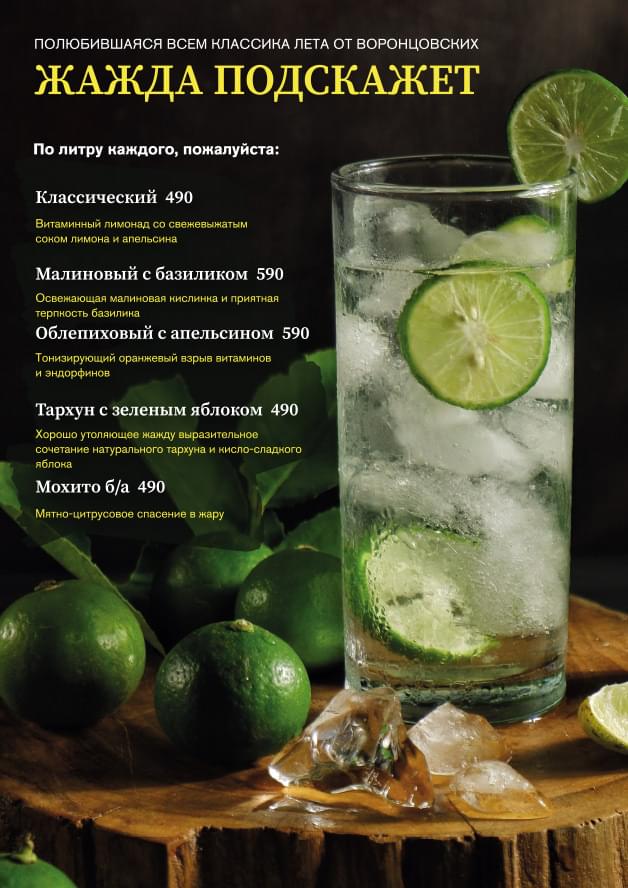 ПОЛЮБИВШАЯСЯ ВСЕМ КЛАССИКА ЛЕТА ОТ ВОРОНЦОВСКИХ
ЖАЖДА ПОДСКАЖЕТ
По литру каждого, пожалуйста:
Классический 490
Витаминный лимонад со свежевыжатым
соком лимона и апельсина
Малиновый с базиликом 590
Освежающая малиновая кислинка и приятная
терпкость базилика
Облепиховый с апельсином 590
Тонизирующий оранжевый взрыв витаминов
и эндорфинов
Тархун с зеленым яблоком 490
Хорошо утоляющее жажду выразительное
сочетание натурального тархуна и кисло-сладкого
яблока
Мохито б/а 490
Мятно-цитрусовое спасение в жару